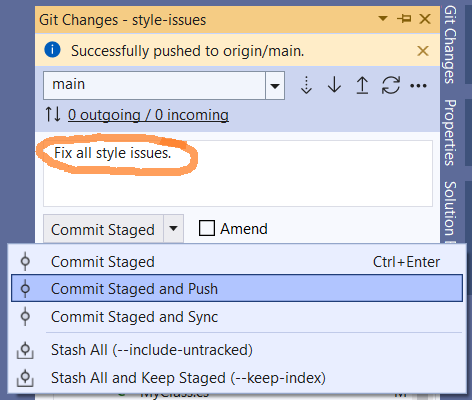 Git Changes - style-issues
Successfully pushed to origin/main.
main
0 outgoing / 0 incoming
Fix all style issues.
Commit Staged
Amend
Commit Staged Ctrl+Enter
Commit Staged and Push
Commit Staged and Sync
Stash All (--include-untracked)
Stash All and Keep Staged (--keep-index)
Git Changes
Properties
Solution